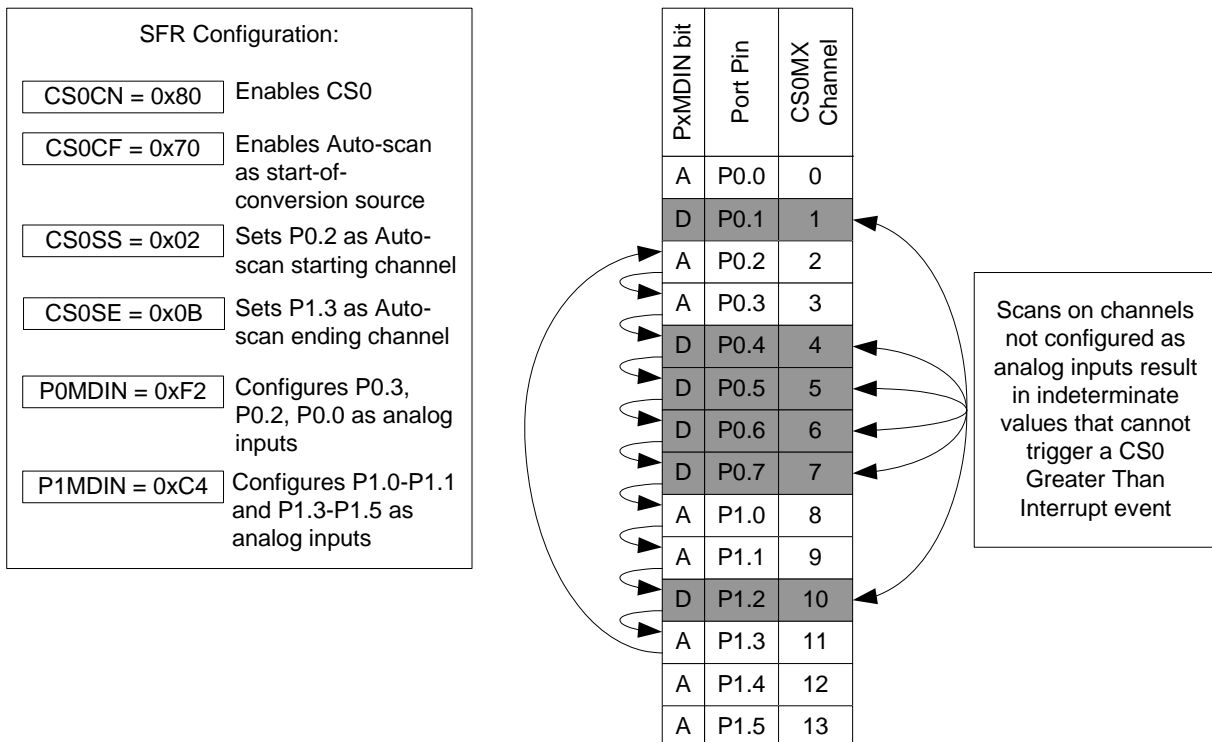 SFR Configuration:
CS0CN = 0x80
Enables CS0
CS0CF = 0x70
Enables Auto-scan
as start-of-
conversion source
CS0SS = 0x02
Sets P0.2 as Auto-
scan starting channel
CS0SE = 0x0B
Sets P1.3 as Auto-
scan ending channel
P0MDIN = 0xF2
Configures P0.3,
P0.2, P0.0 as analog
inputs
P1MDIN = 0xC4
Configures P1.0-P1.1
and P1.3-P1.5 as
analog inputs
PxMDIN bit
Port Pin
CS0MX
Channel
A P0.0 0
D P0.1 1
A P0.2 2
A P0.3 3
D P0.4 4
D P0.5 5
D P0.6 6
D P0.7 7
A P1.0 8
A P1.1 9
D P1.2 10
A P1.3 11
A P1.4 12
A P1.5 13
Scans on channels
not configured as
analog inputs result
in indeterminate
values that cannot
trigger a CS0
Greater Than
Interrupt event